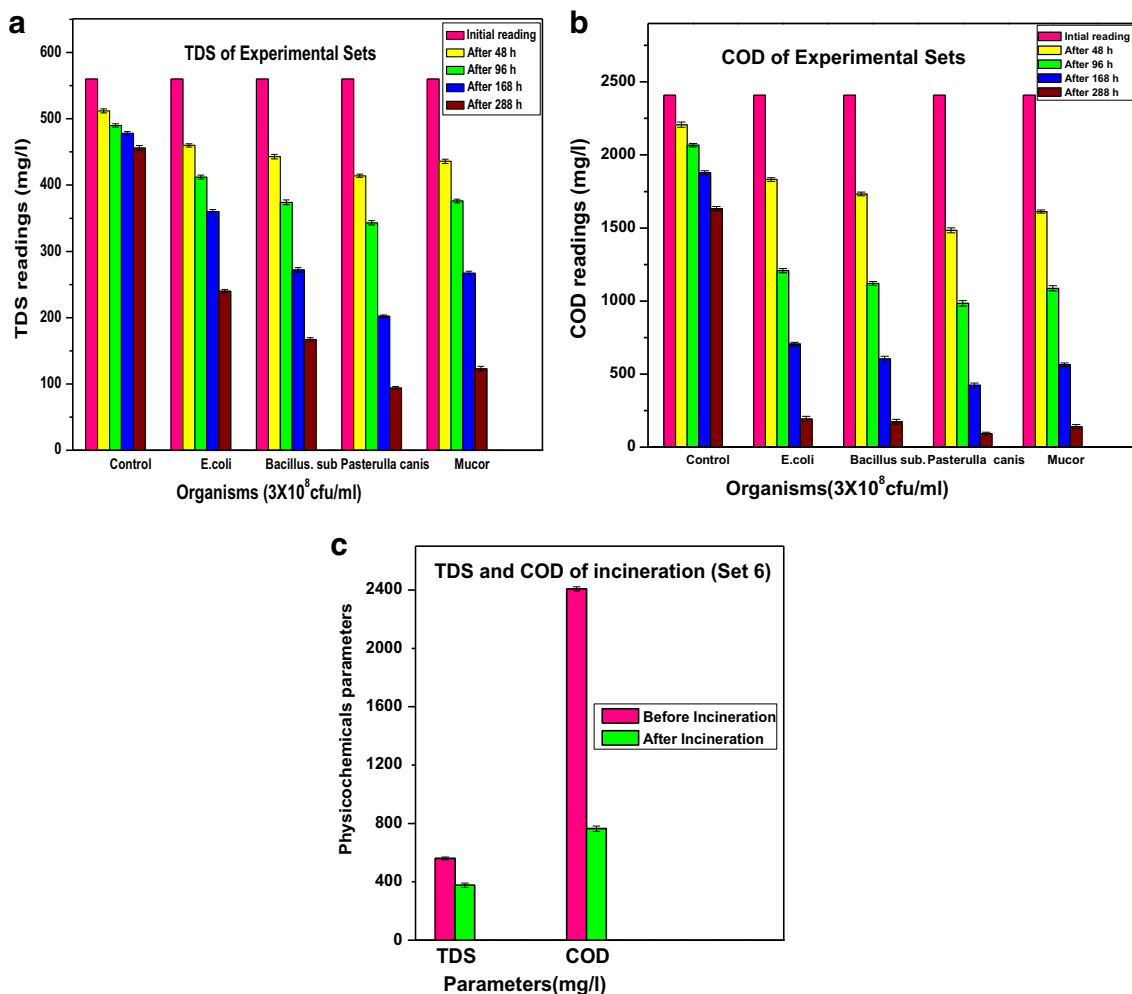 a
TDS of Experimental Sets
Initial reading
After 48 h
After 96 h
After 168 h
After 288 h
600
500
400
300
200
100
0
TDS readings (mg/l)
Control E.coli Bacillus. sub Pasterulla canis Mucor
Organisms (3X10⁸cfu/ml)
b
COD of Experimental Sets
Intial reading
After 48 h
After 96 h
After 168 h
After 288 h
2500
2000
1500
1000
500
0
COD readings (mg/l)
Control E.coli Bacillus sub. Pasterulla canis Mucor
Organisms(3X10⁸cfu/ml)
c
TDS and COD of incineration (Set 6)
Before Incineration
After Incineration
2400
2000
1600
1200
800
400
0
Physicochemicals parameters
TDS COD
Parameters(mg/l)